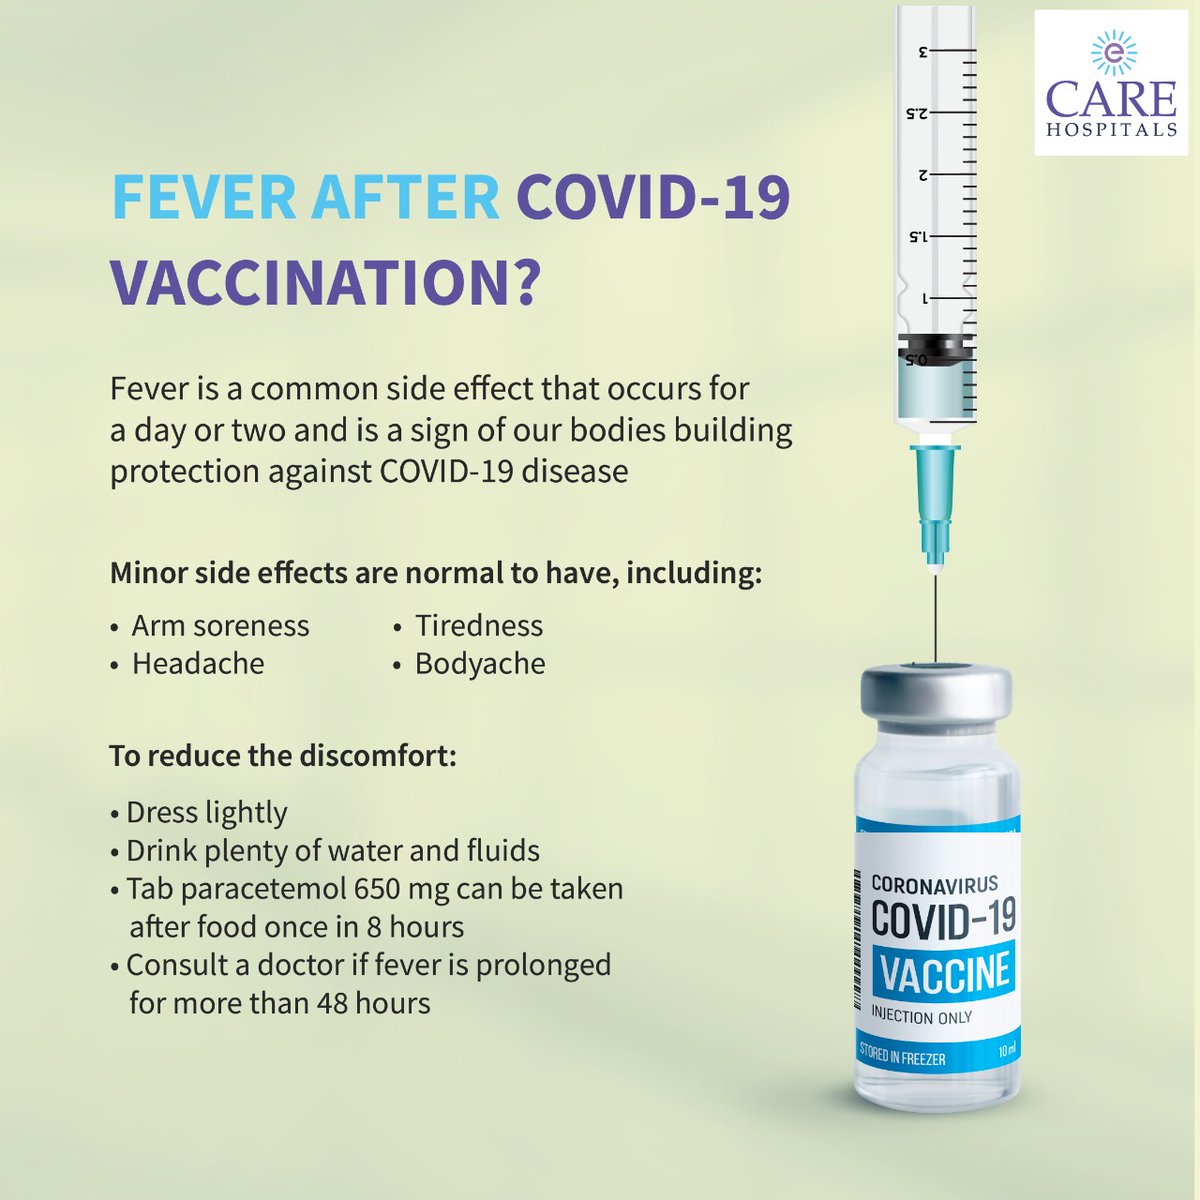 e
CARE
HOSPITALS
FEVER AFTER COVID-19
VACCINATION?
Fever is a common side effect that occurs for
a day or two and is a sign of our bodies building
protection against COVID-19 disease
Minor side effects are normal to have, including:
• Arm soreness
• Headache
• Tiredness
• Bodyache
To reduce the discomfort:
• Dress lightly
• Drink plenty of water and fluids
• Tab paracetemol 650 mg can be taken
after food once in 8 hours
• Consult a doctor if fever is prolonged
for more than 48 hours
3
2.5
2
1.5
1
0.5
CORONAVIRUS
COVID-19
VACCINE
INJECTION ONLY
STORED IN FREEZER 10 ml